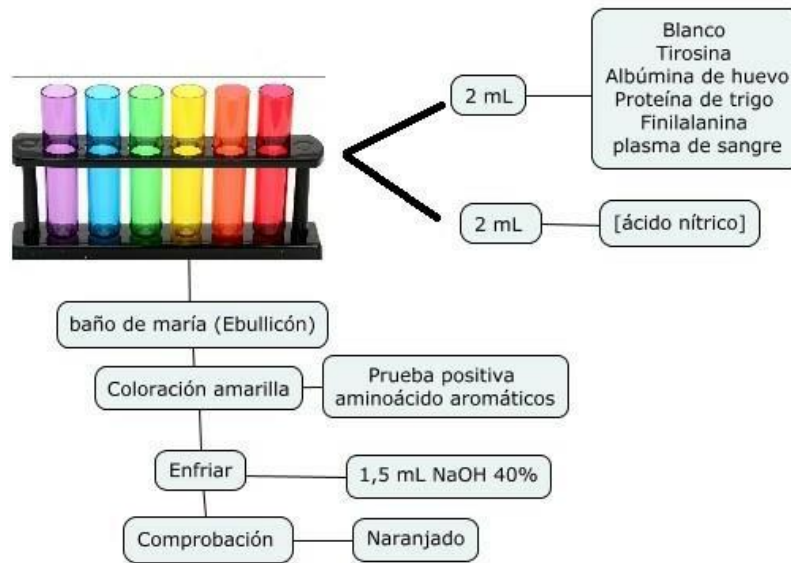 2 mL
Blanco
Tirosina
Albúmina de huevo
Proteína de trigo
Finilalanina
plasma de sangre
2 mL
[ácido nítrico]
baño de maría (Ebullicón)
Coloración amarilla
Prueba positiva
aminoácido aromáticos
Enfriar
1,5 mL NaOH 40%
Comprobación
Naranjado